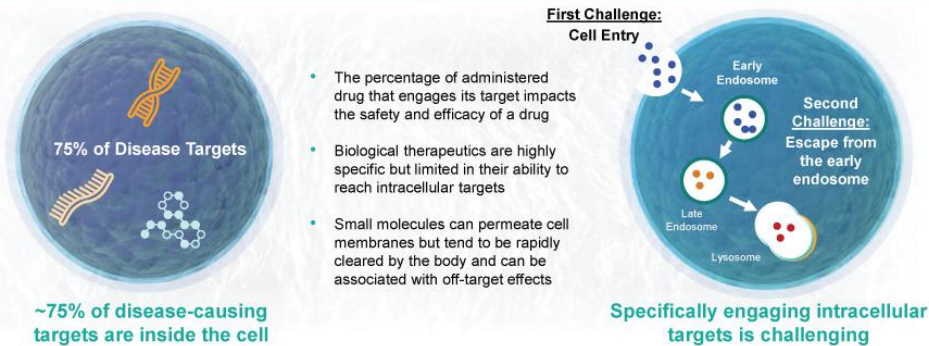 75% of Disease Targets
~75% of disease-causing
targets are inside the cell
• The percentage of administered
drug that engages its target impacts
the safety and efficacy of a drug
• Biological therapeutics are highly
specific but limited in their ability to
reach intracellular targets
• Small molecules can permeate cell
membranes but tend to be rapidly
cleared by the body and can be
associated with off-target effects
First Challenge:
Cell Entry
Early
Endosome
Second
Challenge:
Escape from
the early
endosome
Late
Endosome
Lysosome
Specifically engaging intracellular
targets is challenging